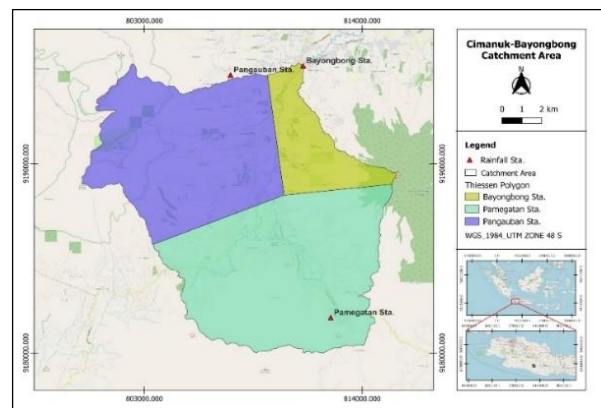 803000.000
814000.000
Bayongbong Sta.
Pangauban Sta.
9190000.000
9190000.000
Pamegatan Sta.
9180000.000
9180000.000
803000.000
814000.000
Cimanuk-Bayongbong
Catchment Area
N
0 1 2 km
Legend
Rainfall Sta.
Catchment Area
Thiessen Polygon
Bayongbong Sta.
Pamegatan Sta.
Pangauban Sta.
WGS_1984_UTM ZONE 48 S